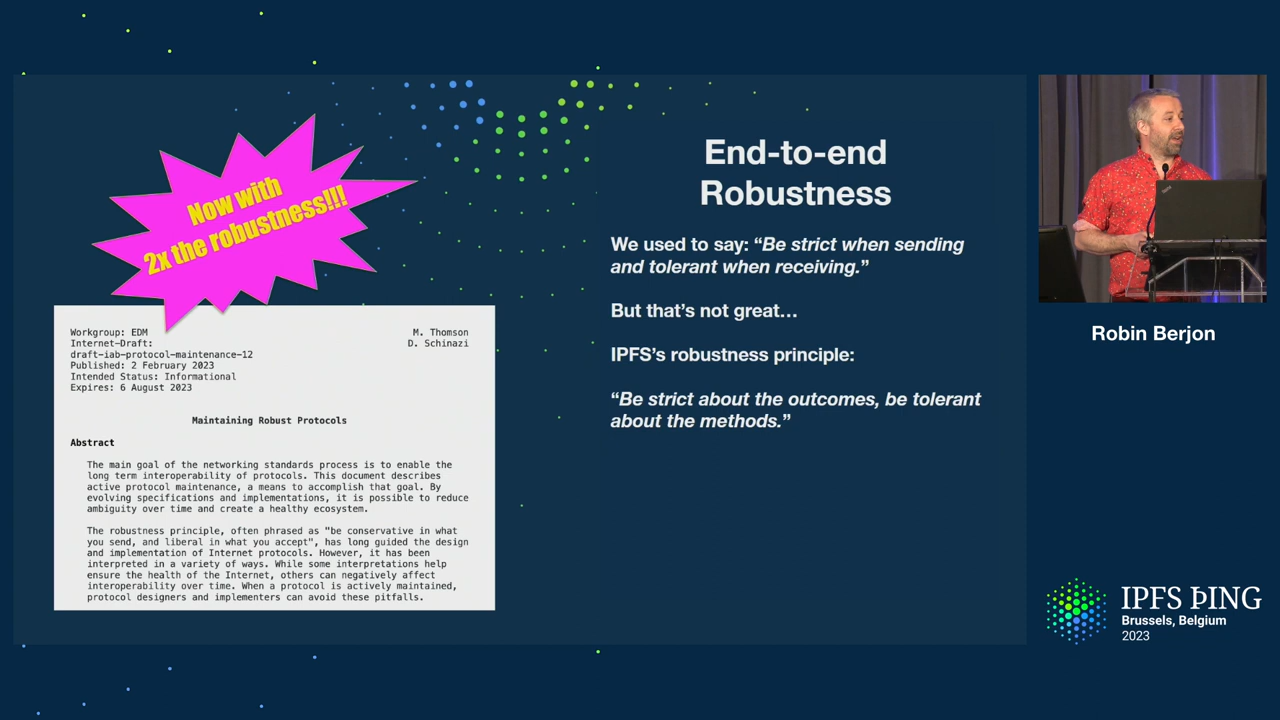 Now with
2x the robustness!!!
Workgroup: EDM M. Thomson
Internet-Draft: D. Schinazi
draft-iab-protocol-maintenance-12
Published: 2 February 2023
Intended Status: Informational
Expires: 6 August 2023
Maintaining Robust Protocols
Abstract
The main goal of the networking standards process is to enable the
long term interoperability of protocols. This document describes
active protocol maintenance, a means to accomplish that goal. By
evolving specifications and implementations, it is possible to reduce
ambiguity over time and create a healthy ecosystem.
The robustness principle, often phrased as "be conservative in what
you send, and liberal in what you accept", has long guided the design
and implementation of Internet protocols. However, it has been
interpreted in a variety of ways. While some interpretations help
ensure the health of the Internet, others can negatively affect
interoperability over time. When a protocol is actively maintained,
protocol designers and implementers can avoid these pitfalls.
End-to-end
Robustness
We used to say: “Be strict when sending
and tolerant when receiving.”
But that’s not great…
IPFS’s robustness principle:
“Be strict about the outcomes, be tolerant
about the methods.”
Robin Berjon
IPFS ÞING
Brussels, Belgium
2023